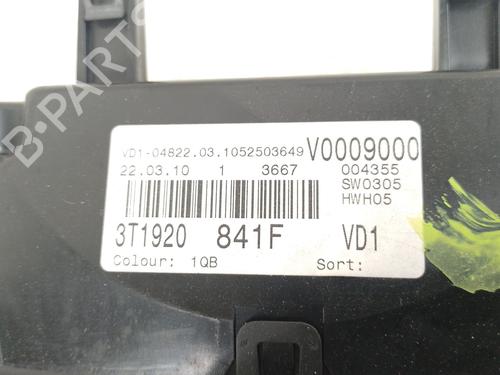 VD1-04822.03.1052503649 V0009000
22.03.10 1 3667 004355
SW0305
HWH05
3T1920 841F VD1
Colour: 1QB Sort: